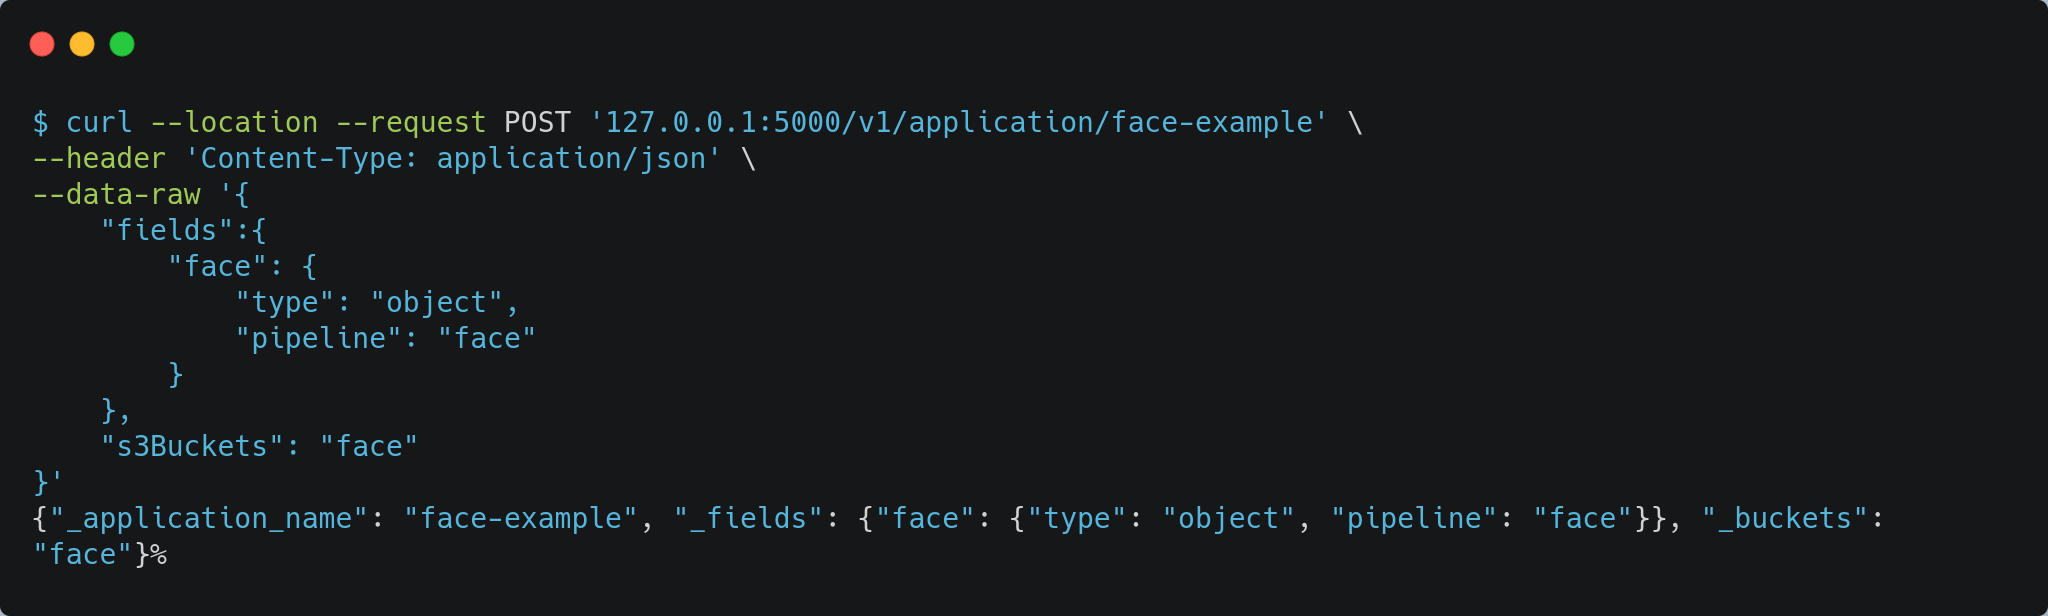 $ curl --location --request POST '127.0.0.1:5000/v1/application/face-example' \
--header 'Content-Type: application/json' \
--data-raw '{
    "fields":{
        "face": {
            "type": "object",
            "pipeline": "face"
        }
    },
    "s3Buckets": "face"
}'
{"_application_name": "face-example", "_fields": {"face": {"type": "object", "pipeline": "face"}}, "_buckets":
"face"}%